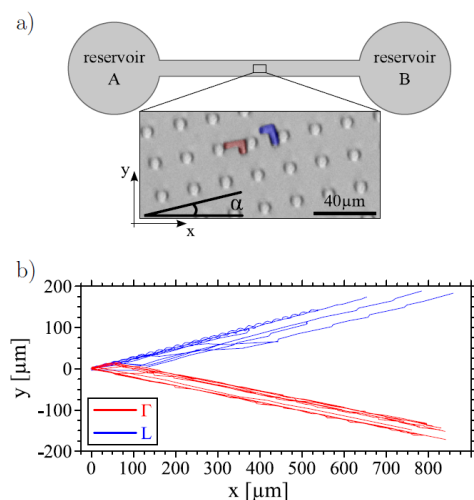 a)
reservoir
A
reservoir
B
y
x
α
40μm
b)
200
100
0
-100
-200
y [μm]
Γ
L
0 100 200 300 400 500 600 700 800
x [μm]